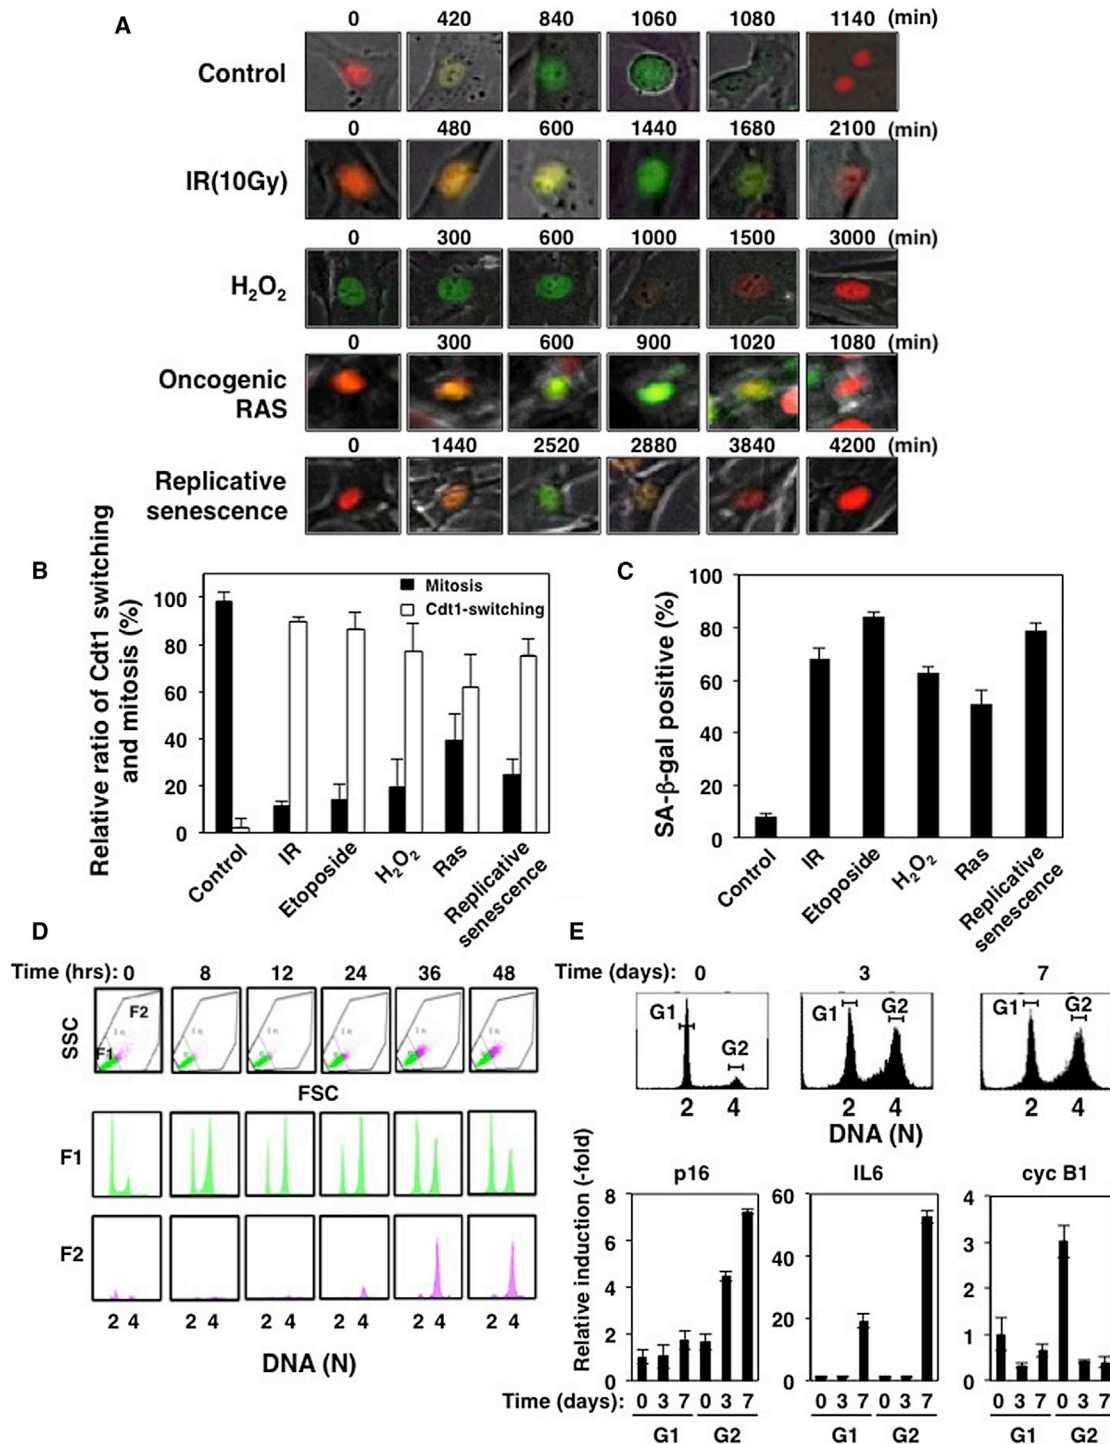 A
0 420 840 1060 1080 1140 (min)
Control
0 480 600 1440 1680 2100 (min)
IR(10Gy)
0 300 600 1000 1500 3000 (min)
H2O2
0 300 600 900 1020 1080 (min)
Oncogenic
RAS
0 1440 2520 2880 3840 4200 (min)
Replicative
senescence
B
Relative ratio of Cdt1 switching
and mitosis (%)
100
80
60
40
20
0
Mitosis
Cdt1-switching
Control
IR
Etoposide
H2O2
Ras
Replicative
senescence
C
SA-β-gal positive (%)
100
80
60
40
20
0
Control
IR
Etoposide
H2O2
Ras
Replicative
senescence
D
Time (hrs): 0 8 12 24 36 48
SSC
F2
F1
FSC
F1
F2
2 4 2 4 2 4 2 4 2 4 2 4
DNA (N)
E
Time (days): 0 3 7
G1 G2
G1 G2
G1 G2
2 4 2 4 2 4
DNA (N)
p16 IL6 cyc B1
Relative induction (-fold)
8
6
4
2
0
60
40
20
0
4
3
2
1
0
Time (days): 0 3 7 0 3 7 0 3 7 0 3 7 0 3 7 0 3 7
G1 G2 G1 G2 G1 G2